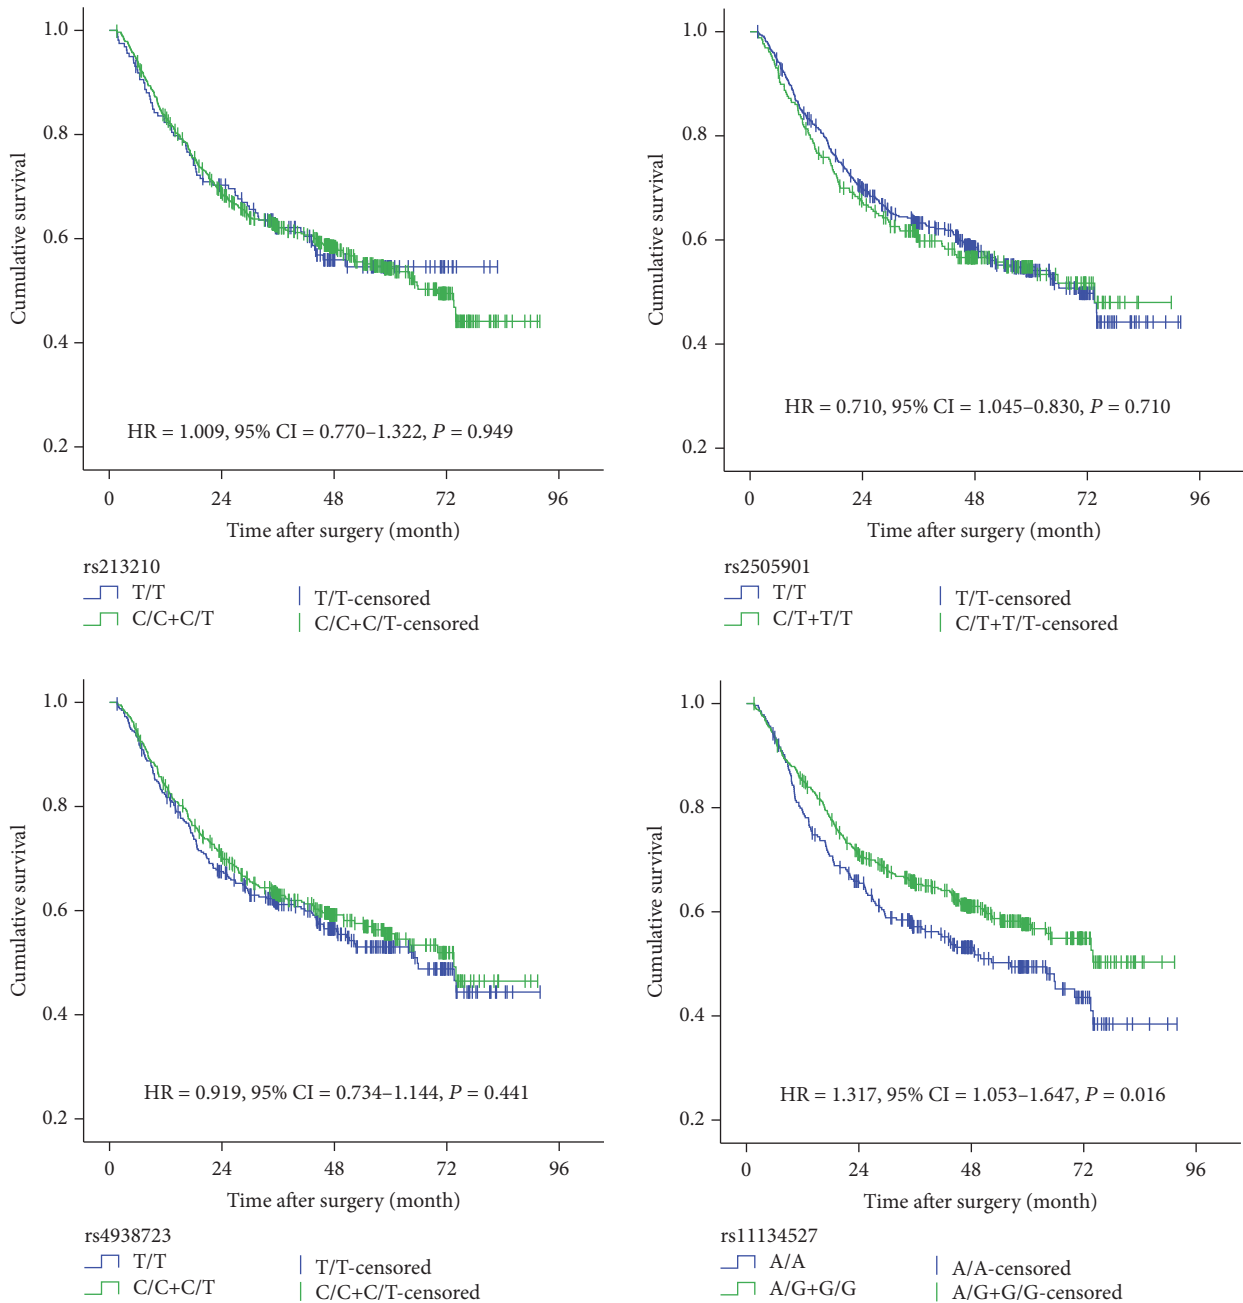 1.0
0.8
0.6
0.4
0.2
Cumulative survival
HR = 1.009, 95% CI = 0.770–1.322, P = 0.949
0 24 48 72 96
Time after surgery (month)
rs213210
T/T T/T-censored
C/C+C/T C/C+C/T-censored
1.0
0.8
0.6
0.4
0.2
Cumulative survival
HR = 0.710, 95% CI = 1.045–0.830, P = 0.710
0 24 48 72 96
Time after surgery (month)
rs2505901
T/T T/T-censored
C/T+T/T C/T+T/T-censored
1.0
0.8
0.6
0.4
0.2
Cumulative survival
HR = 0.919, 95% CI = 0.734–1.144, P = 0.441
0 24 48 72 96
Time after surgery (month)
rs4938723
T/T T/T-censored
C/C+C/T C/C+C/T-censored
1.0
0.8
0.6
0.4
0.2
Cumulative survival
HR = 1.317, 95% CI = 1.053–1.647, P = 0.016
0 24 48 72 96
Time after surgery (month)
rs11134527
A/A A/A-censored
A/G+G/G A/G+G/G-censored